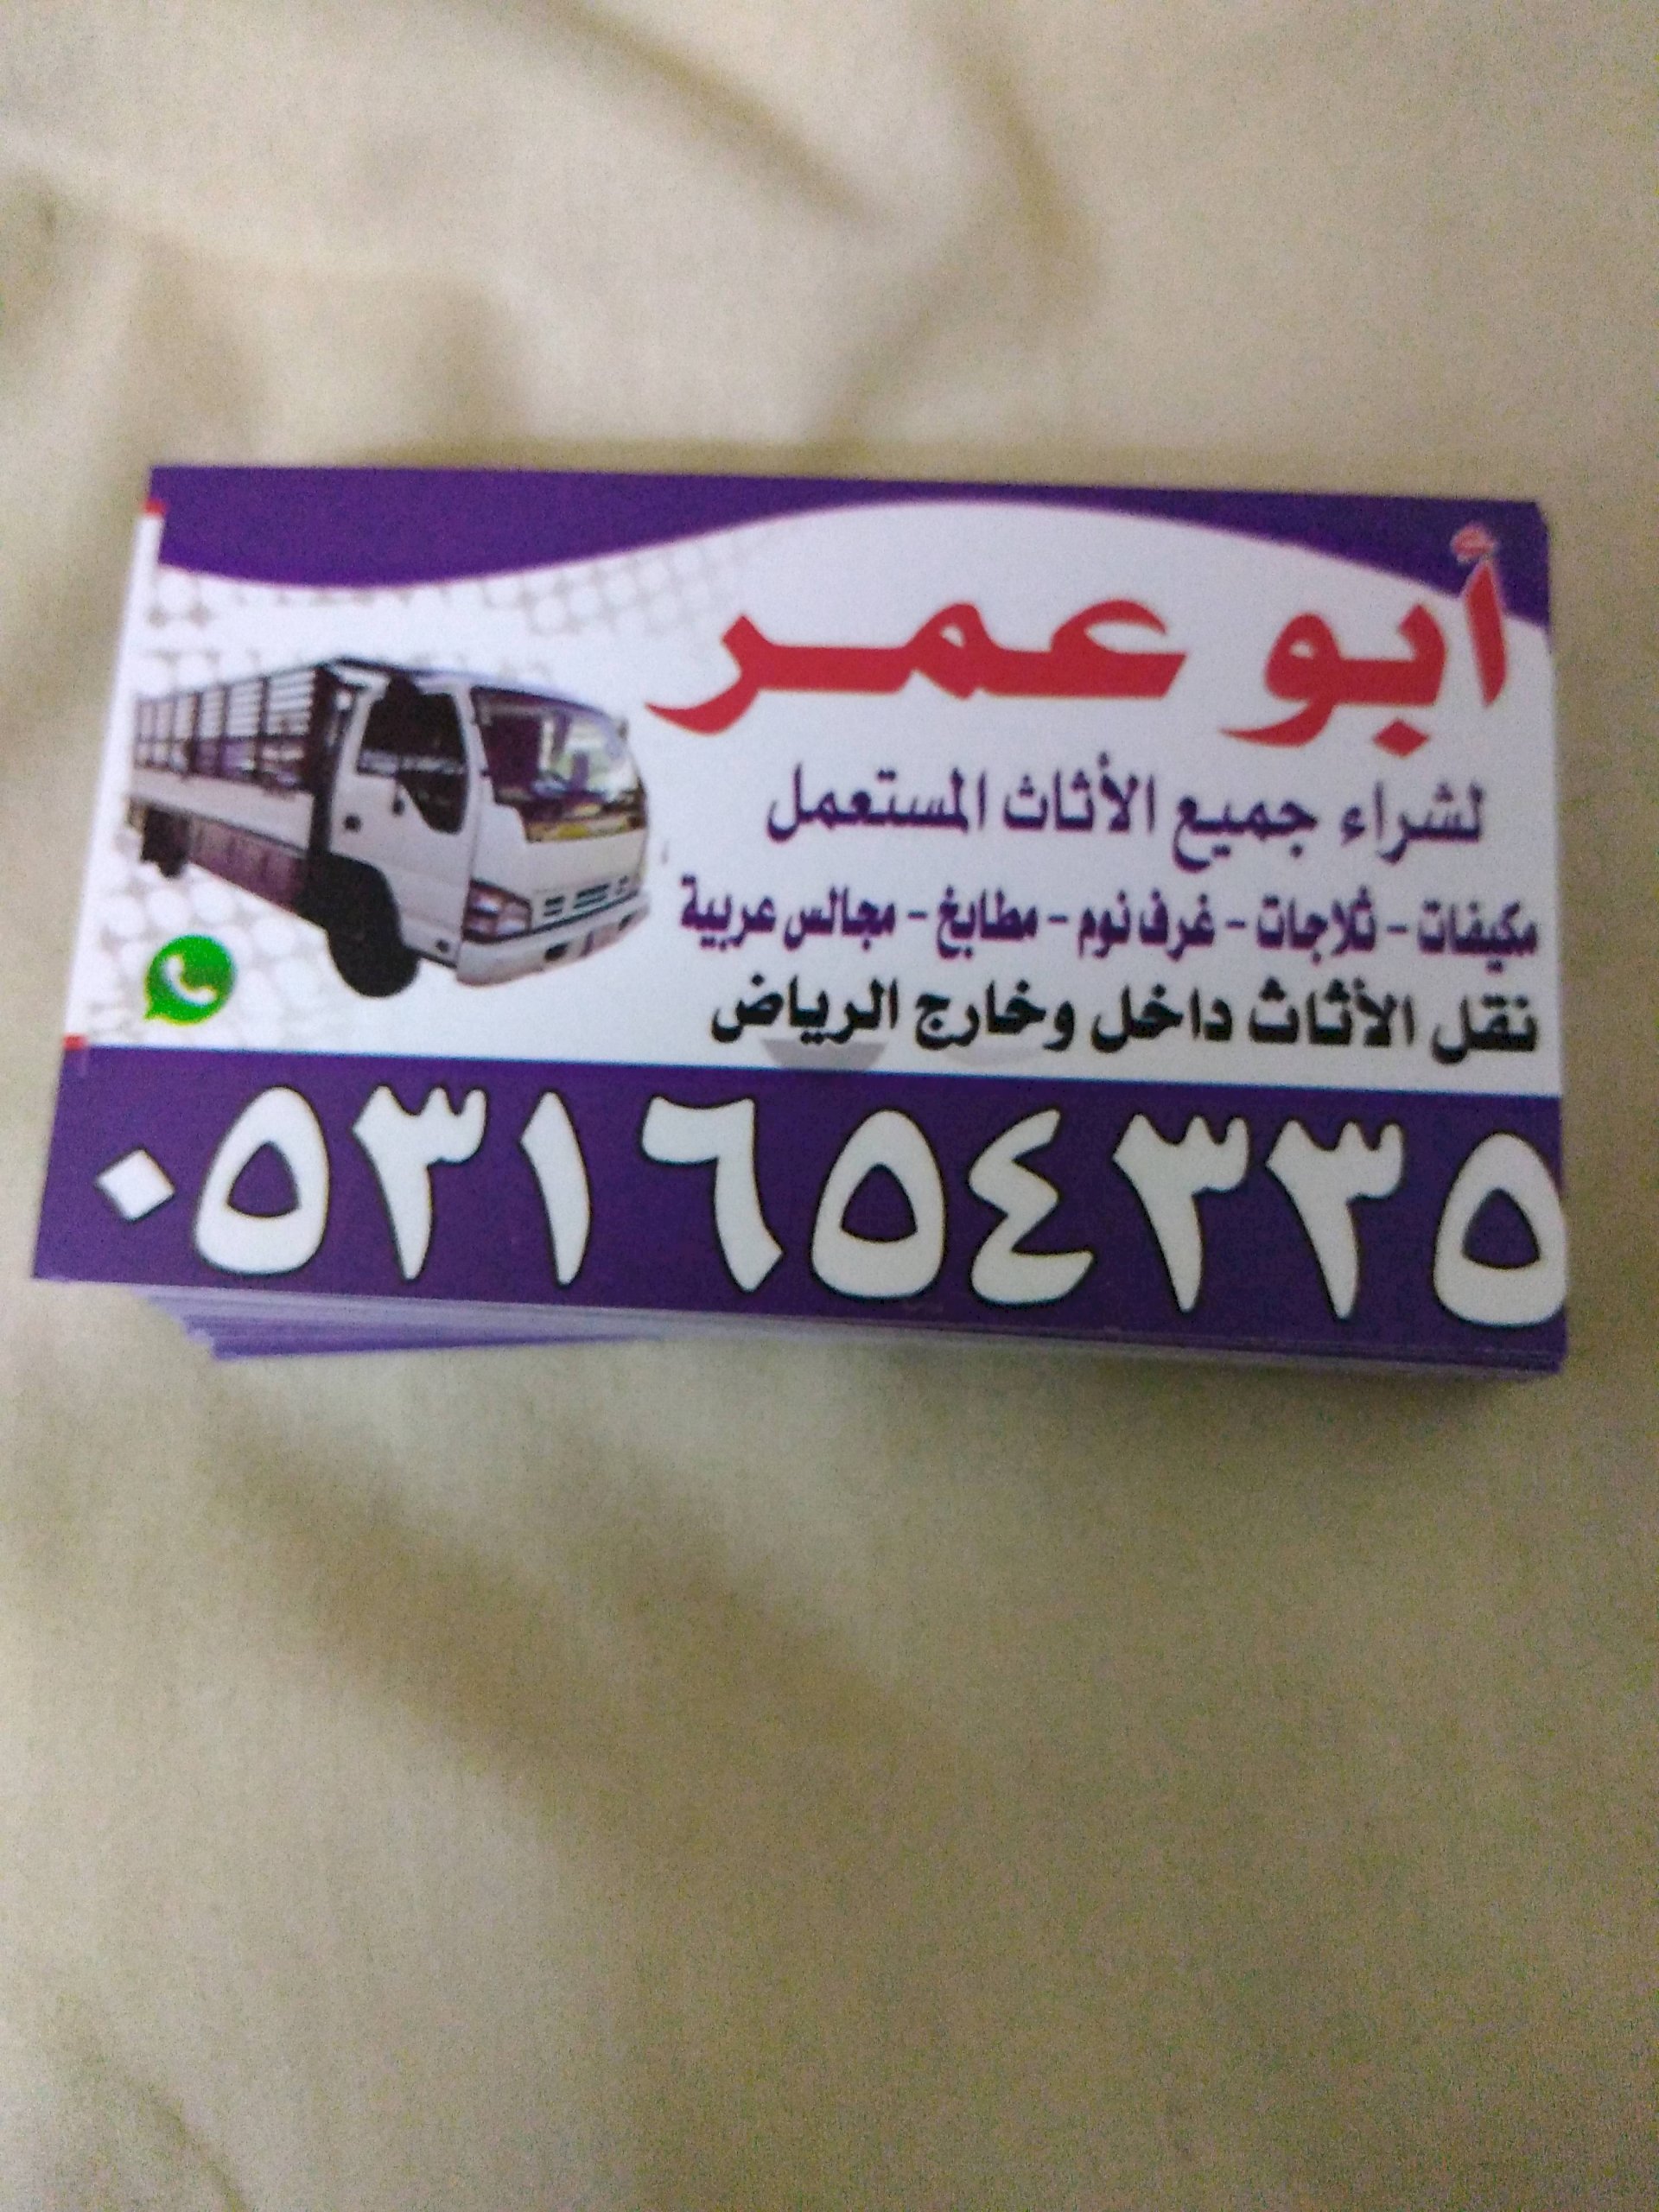 أبو عمر
لشراء جميع الأثاث المستعمل
مكيفات - ثلاجات - غرف نوم - مطابخ - مجالس عربية
نقل الأثاث داخل وخارج الرياض
٠٥٣١٦٥٤٣٣٥